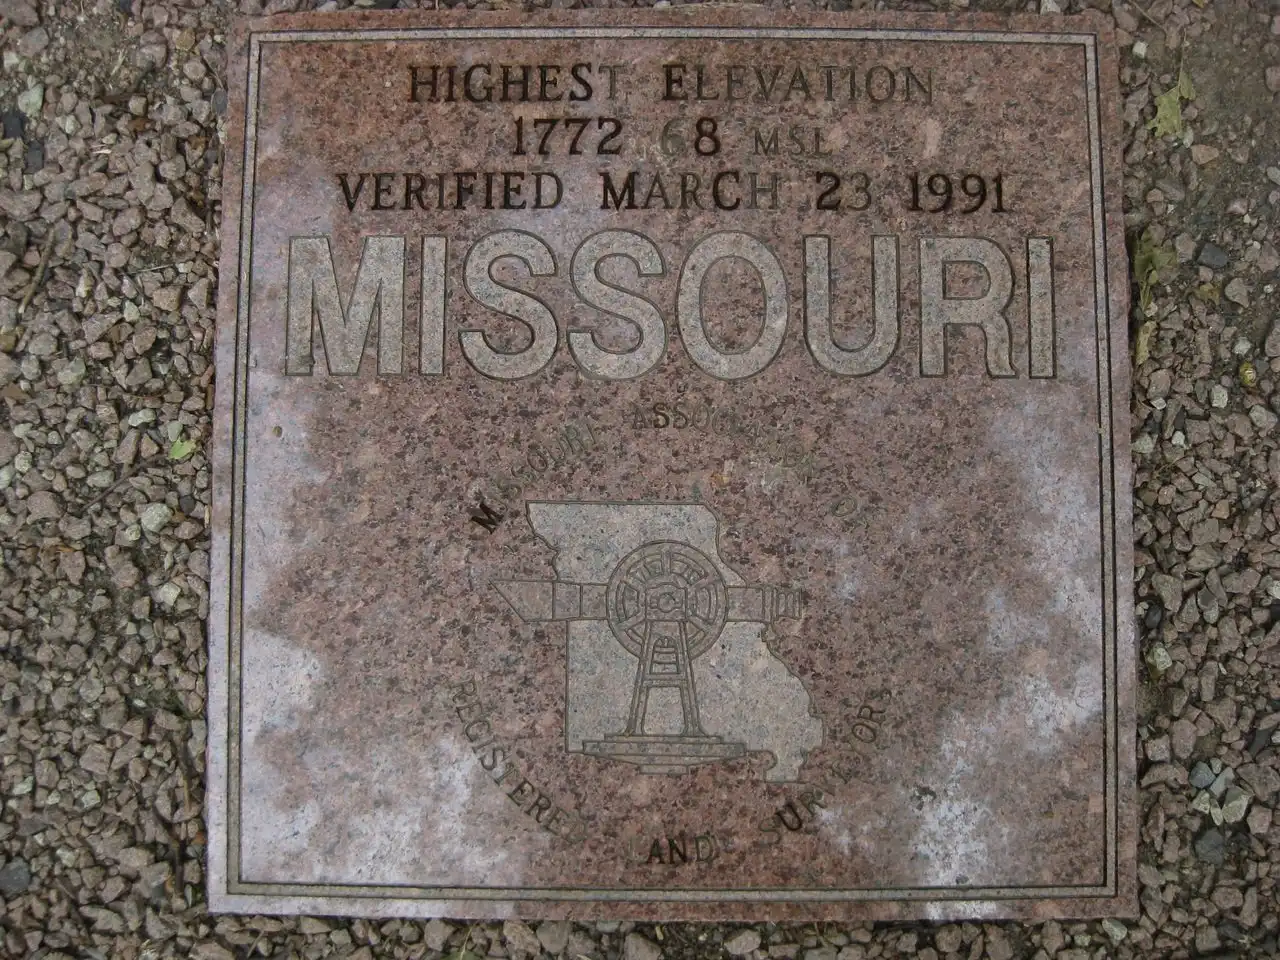 HIGHEST ELEVATION
1772 68 MSL
VERIFIED MARCH 23 1991
MISSOURI
MISSOURI ASSOCIATION OF
REGISTERED LAND SURVEYORS